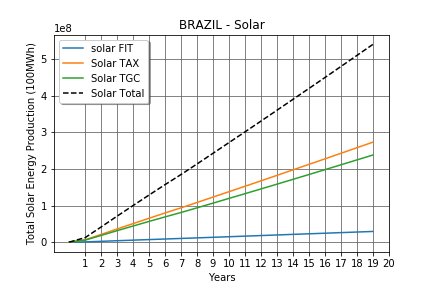 BRAZIL - Solar
1e8
solar FIT
Solar TAX
Solar TGC
Solar Total
Total Solar Energy Production (100MWh)
5
4
3
2
1
0
1 2 3 4 5 6 7 8 9 10 11 12 13 14 15 16 17 18 19 20
Years